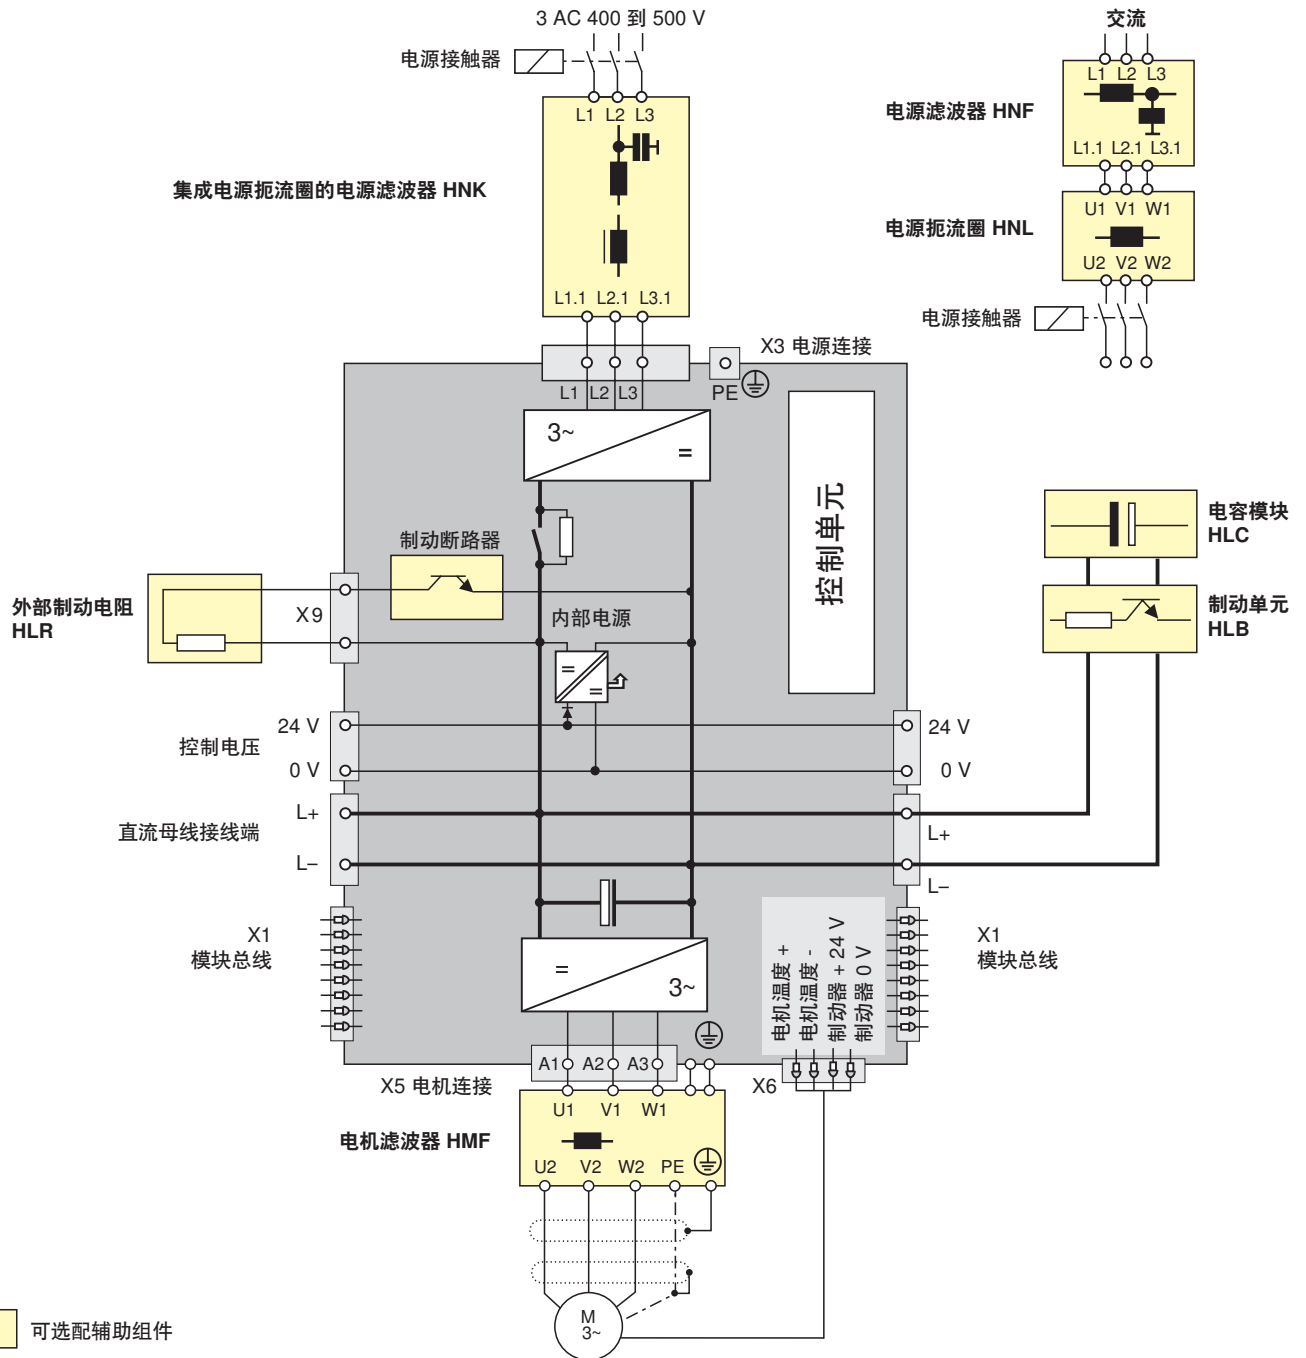 3 AC 400 到 500 V
电源接触器
L1 L2 L3
集成电源扼流圈的电源滤波器 HNK
L1.1 L2.1 L3.1
交流
L1 L2 L3
电源滤波器 HNF
L1.1 L2.1 L3.1
U1 V1 W1
电源扼流圈 HNL
U2 V2 W2
电源接触器
X3 电源连接
L1 L2 L3
PE
3~
=
控制单元
制动断路器
外部制动电阻
HLR
X9
内部电源
=
=
电容模块
HLC
制动单元
HLB
24 V
控制电压
0 V
24 V
0 V
L+
直流母线接线端
L–
L+
L–
X1
模块总线
X1
模块总线
=
3~
电机温度 +
电机温度 -
制动器 + 24 V
制动器 0 V
A1 A2 A3
X5 电机连接
X6
U1 V1 W1
电机滤波器 HMF
U2 V2 W2 PE
M
3~
可选配辅助组件